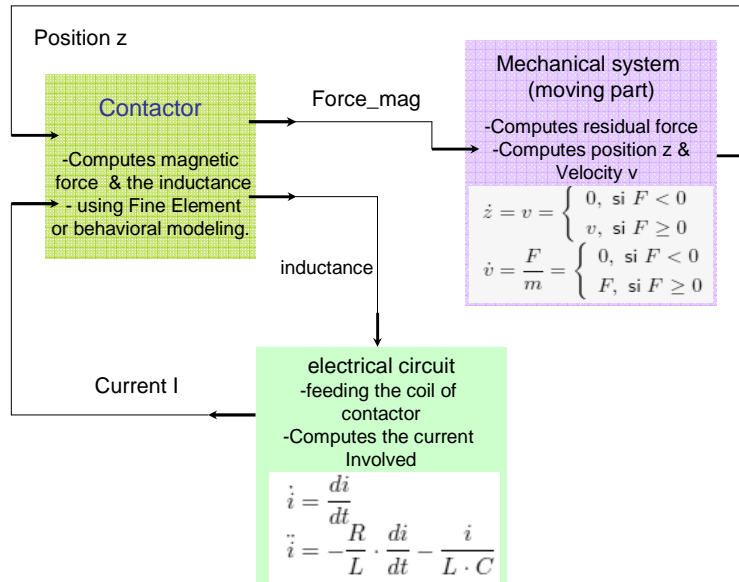 Position z
Contactor
-Computes magnetic
force & the inductance
- using Fine Element
or behavioral modeling.
Force_mag
Mechanical system
(moving part)
-Computes residual force
-Computes position z &
Velocity v
ż = v = { 0, si F < 0
v, si F ≥ 0
v̇ = F/m = { 0, si F < 0
F, si F ≥ 0
inductance
Current I
electrical circuit
-feeding the coil of
contactor
-Computes the current
Involved
i̇ = di/dt
ï = -R/L · di/dt - i/(L · C)